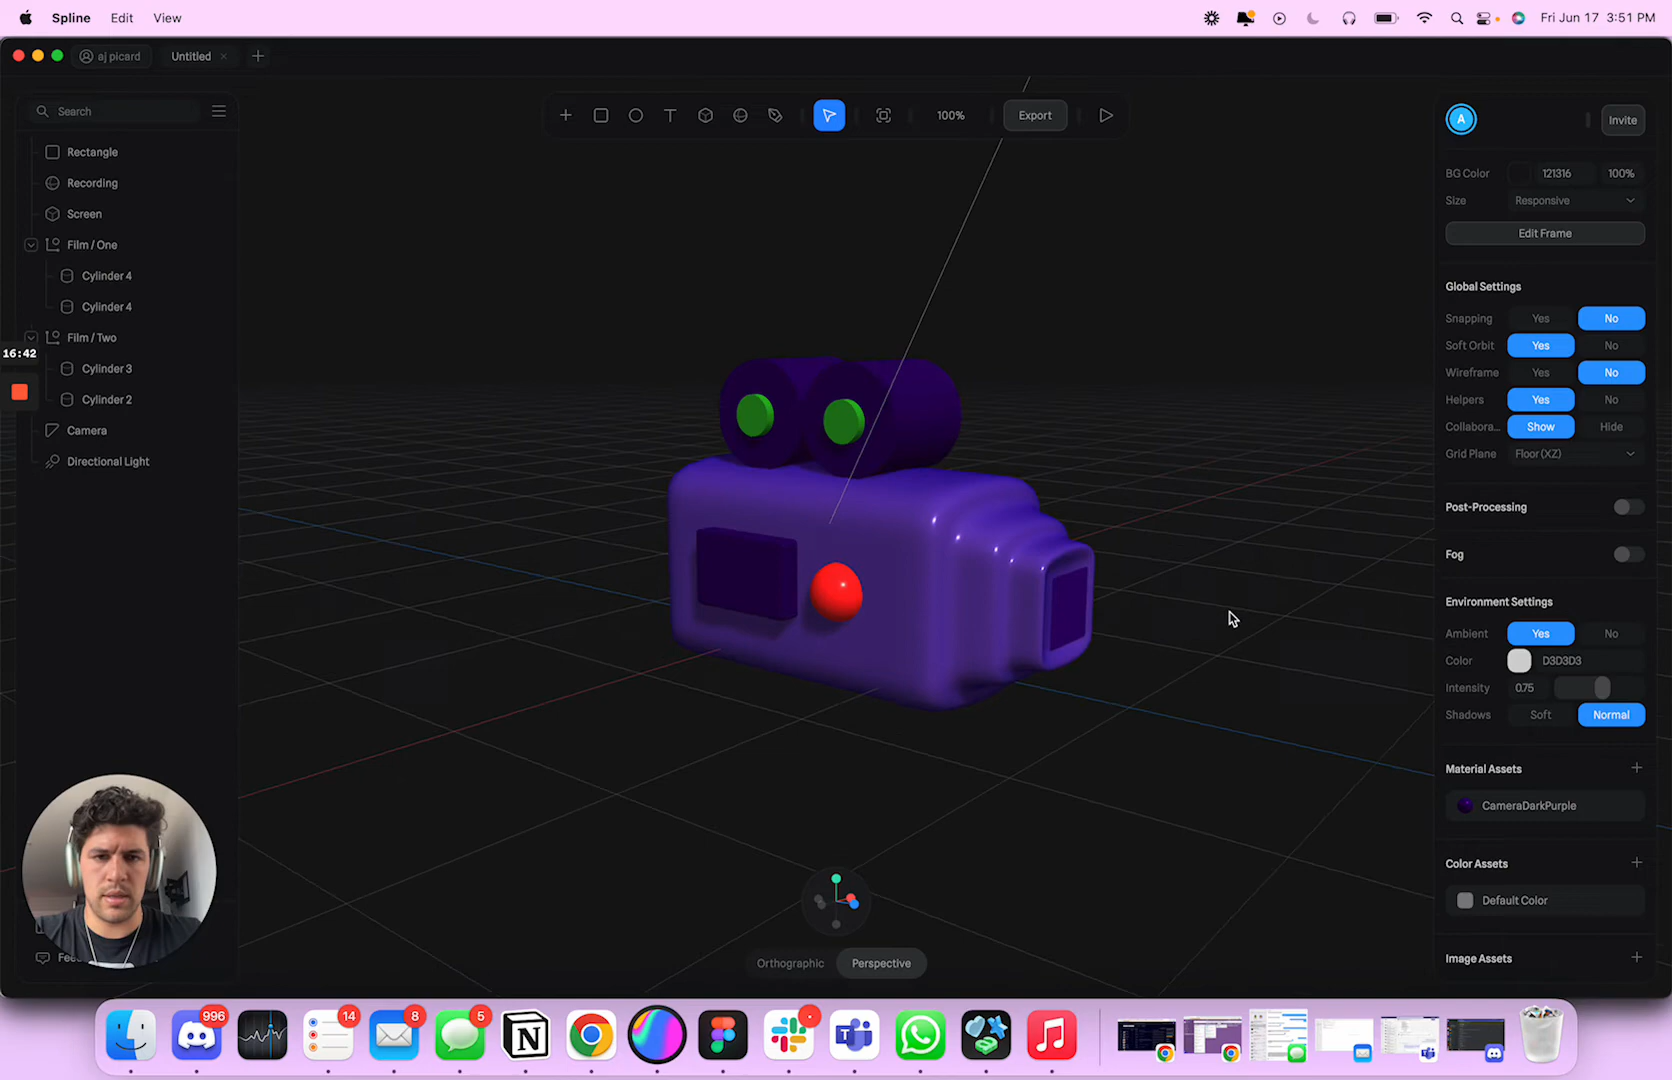 Spline Edit View
Fri Jun 17 3:51 PM
aj picard Untitled
Search
100% Export
A Invite
Rectangle
Recording
Screen
Film / One
Cylinder 4
Cylinder 4
Film / Two
16:42
Cylinder 3
Cylinder 2
Camera
Directional Light
BG Color 121316 100%
Size Responsive
Edit Frame
Global Settings
Snapping Yes No
Soft Orbit Yes No
Wireframe Yes No
Helpers Yes No
Collabora... Show Hide
Grid Plane Floor (XZ)
Post-Processing
Fog
Environment Settings
Ambient Yes No
Color D3D3D3
Intensity 0.75
Shadows Soft Normal
Material Assets
CameraDarkPurple
Color Assets
Default Color
Image Assets
Orthographic Perspective
996 14 8 5